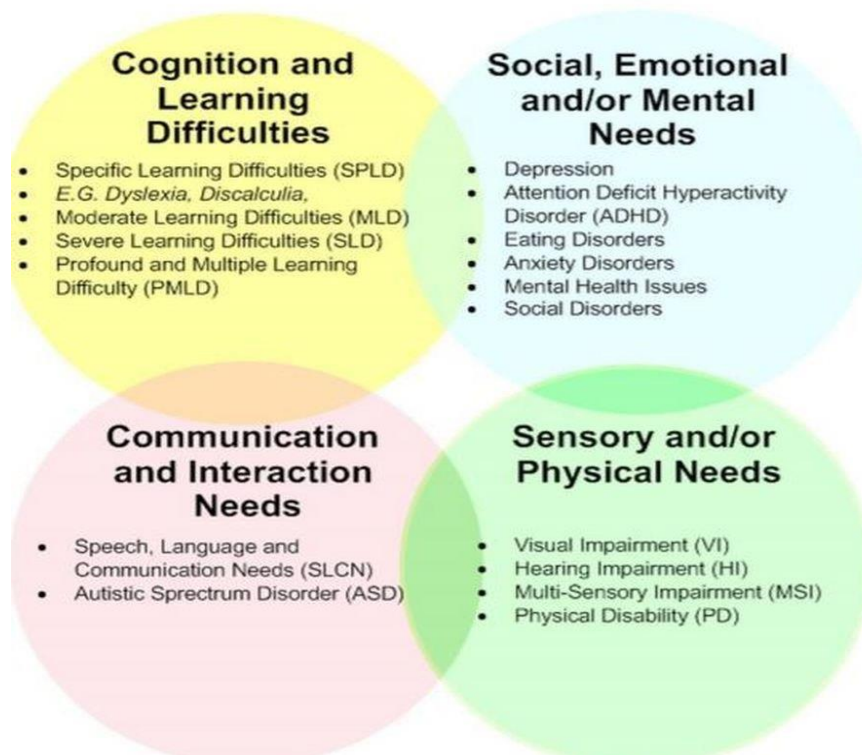 Cognition and
Learning
Difficulties
• Specific Learning Difficulties (SPLD)
• E.G. Dyslexia, Discalculia,
• Moderate Learning Difficulties (MLD)
• Severe Learning Difficulties (SLD)
• Profound and Multiple Learning
Difficulty (PMLD)
Social, Emotional
and/or Mental
Needs
• Depression
• Attention Deficit Hyperactivity
Disorder (ADHD)
• Eating Disorders
• Anxiety Disorders
• Mental Health Issues
• Social Disorders
Communication
and Interaction
Needs
• Speech, Language and
Communication Needs (SLCN)
• Autistic Sprectrum Disorder (ASD)
Sensory and/or
Physical Needs
• Visual Impairment (VI)
• Hearing Impairment (HI)
• Multi-Sensory Impairment (MSI)
• Physical Disability (PD)